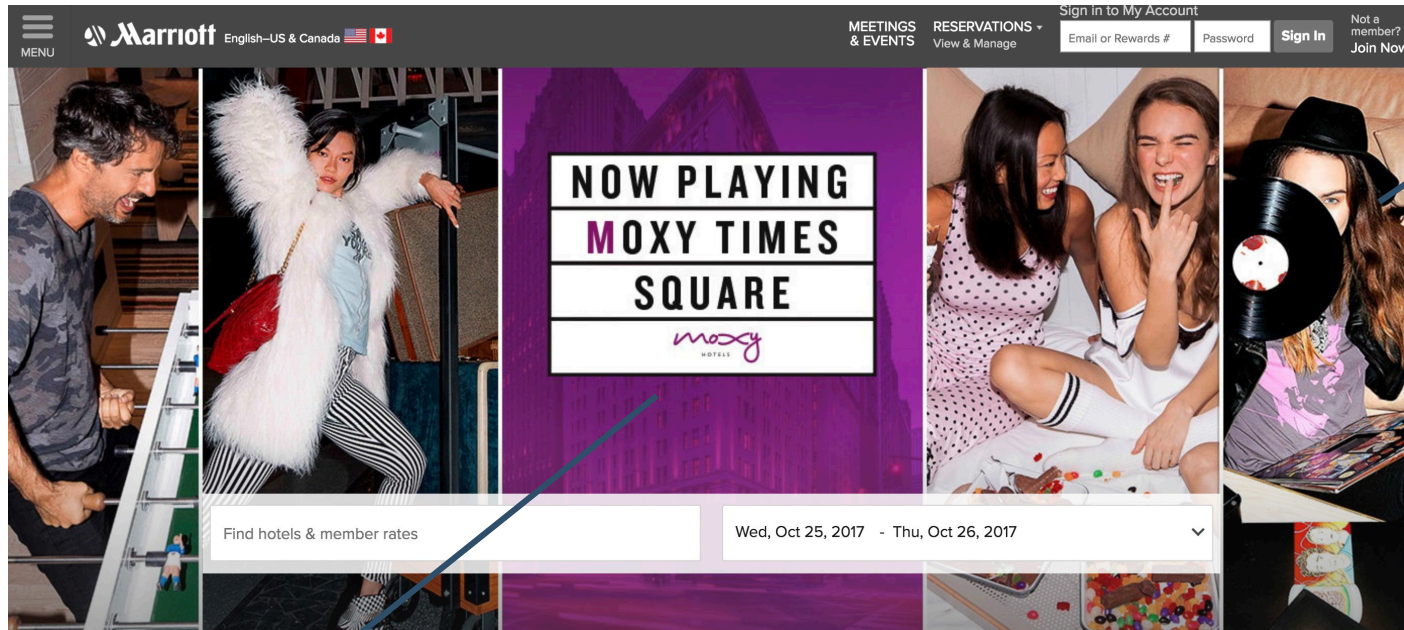 MENU
Marriott English–US & Canada
MEETINGS
& EVENTS
RESERVATIONS
View & Manage
Sign in to My Account
Email or Rewards #
Password
Sign In
Not a
member?
Join Now
NOW PLAYING
MOXY TIMES
SQUARE
moxy
HOTELS
Find hotels & member rates
Wed, Oct 25, 2017 - Thu, Oct 26, 2017